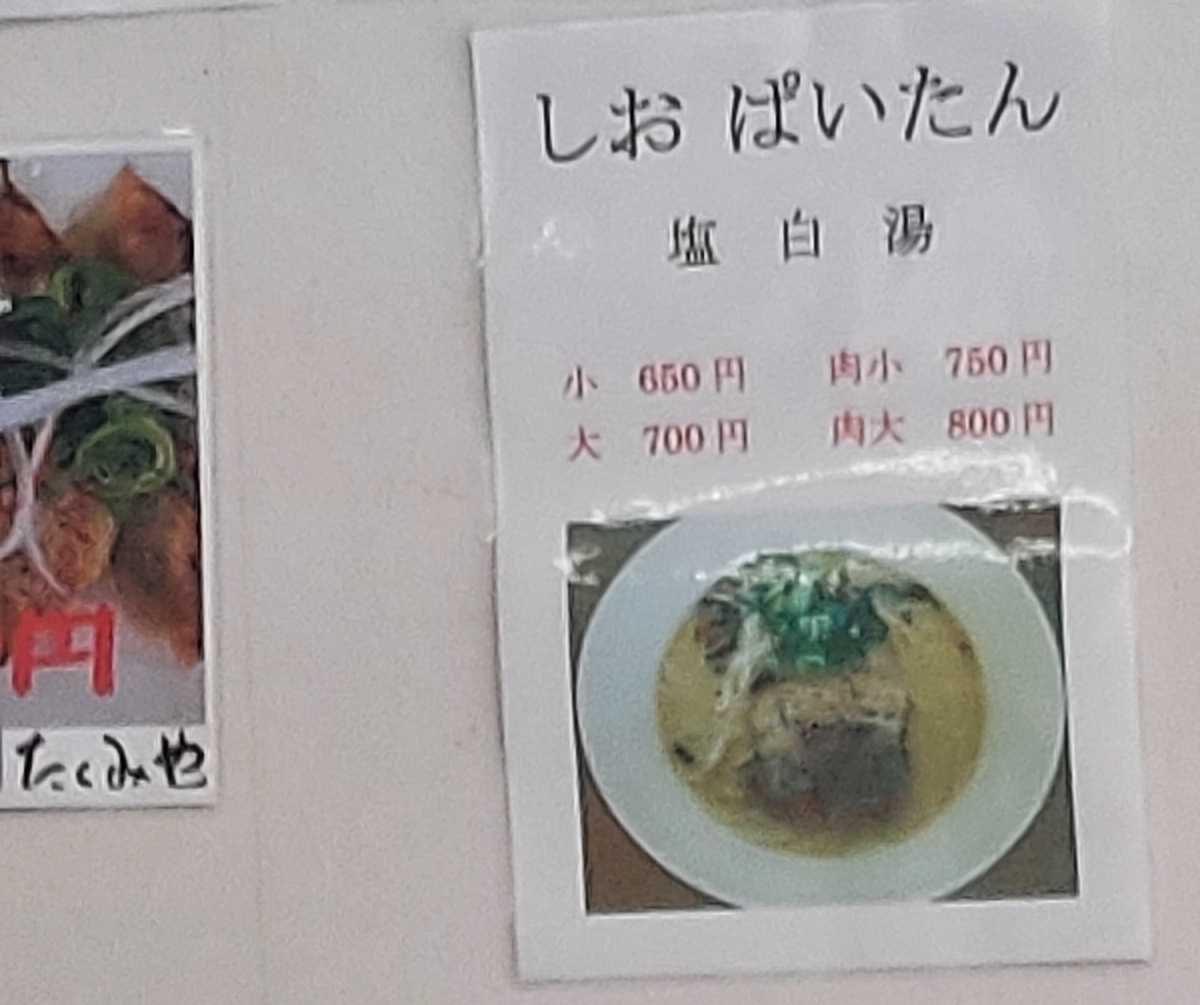 しお ぱいたん
塩 白 湯
小 650円 肉小 750円
大 700円 肉大 800円
円
たくみや